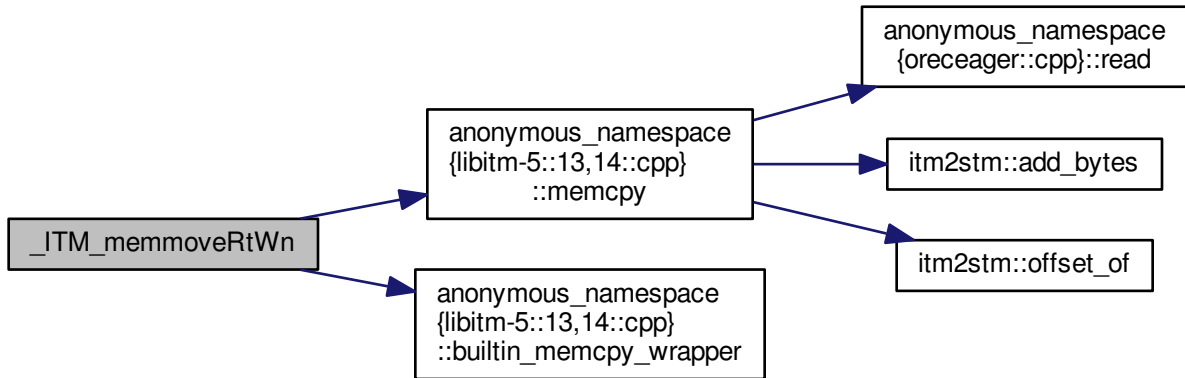 _ITM_memmoveRtWn
anonymous_namespace
{libitm-5::13,14::cpp}
::memcpy
anonymous_namespace
{libitm-5::13,14::cpp}
::builtin_memcpy_wrapper
anonymous_namespace
{oreceager::cpp}::read
itm2stm::add_bytes
itm2stm::offset_of